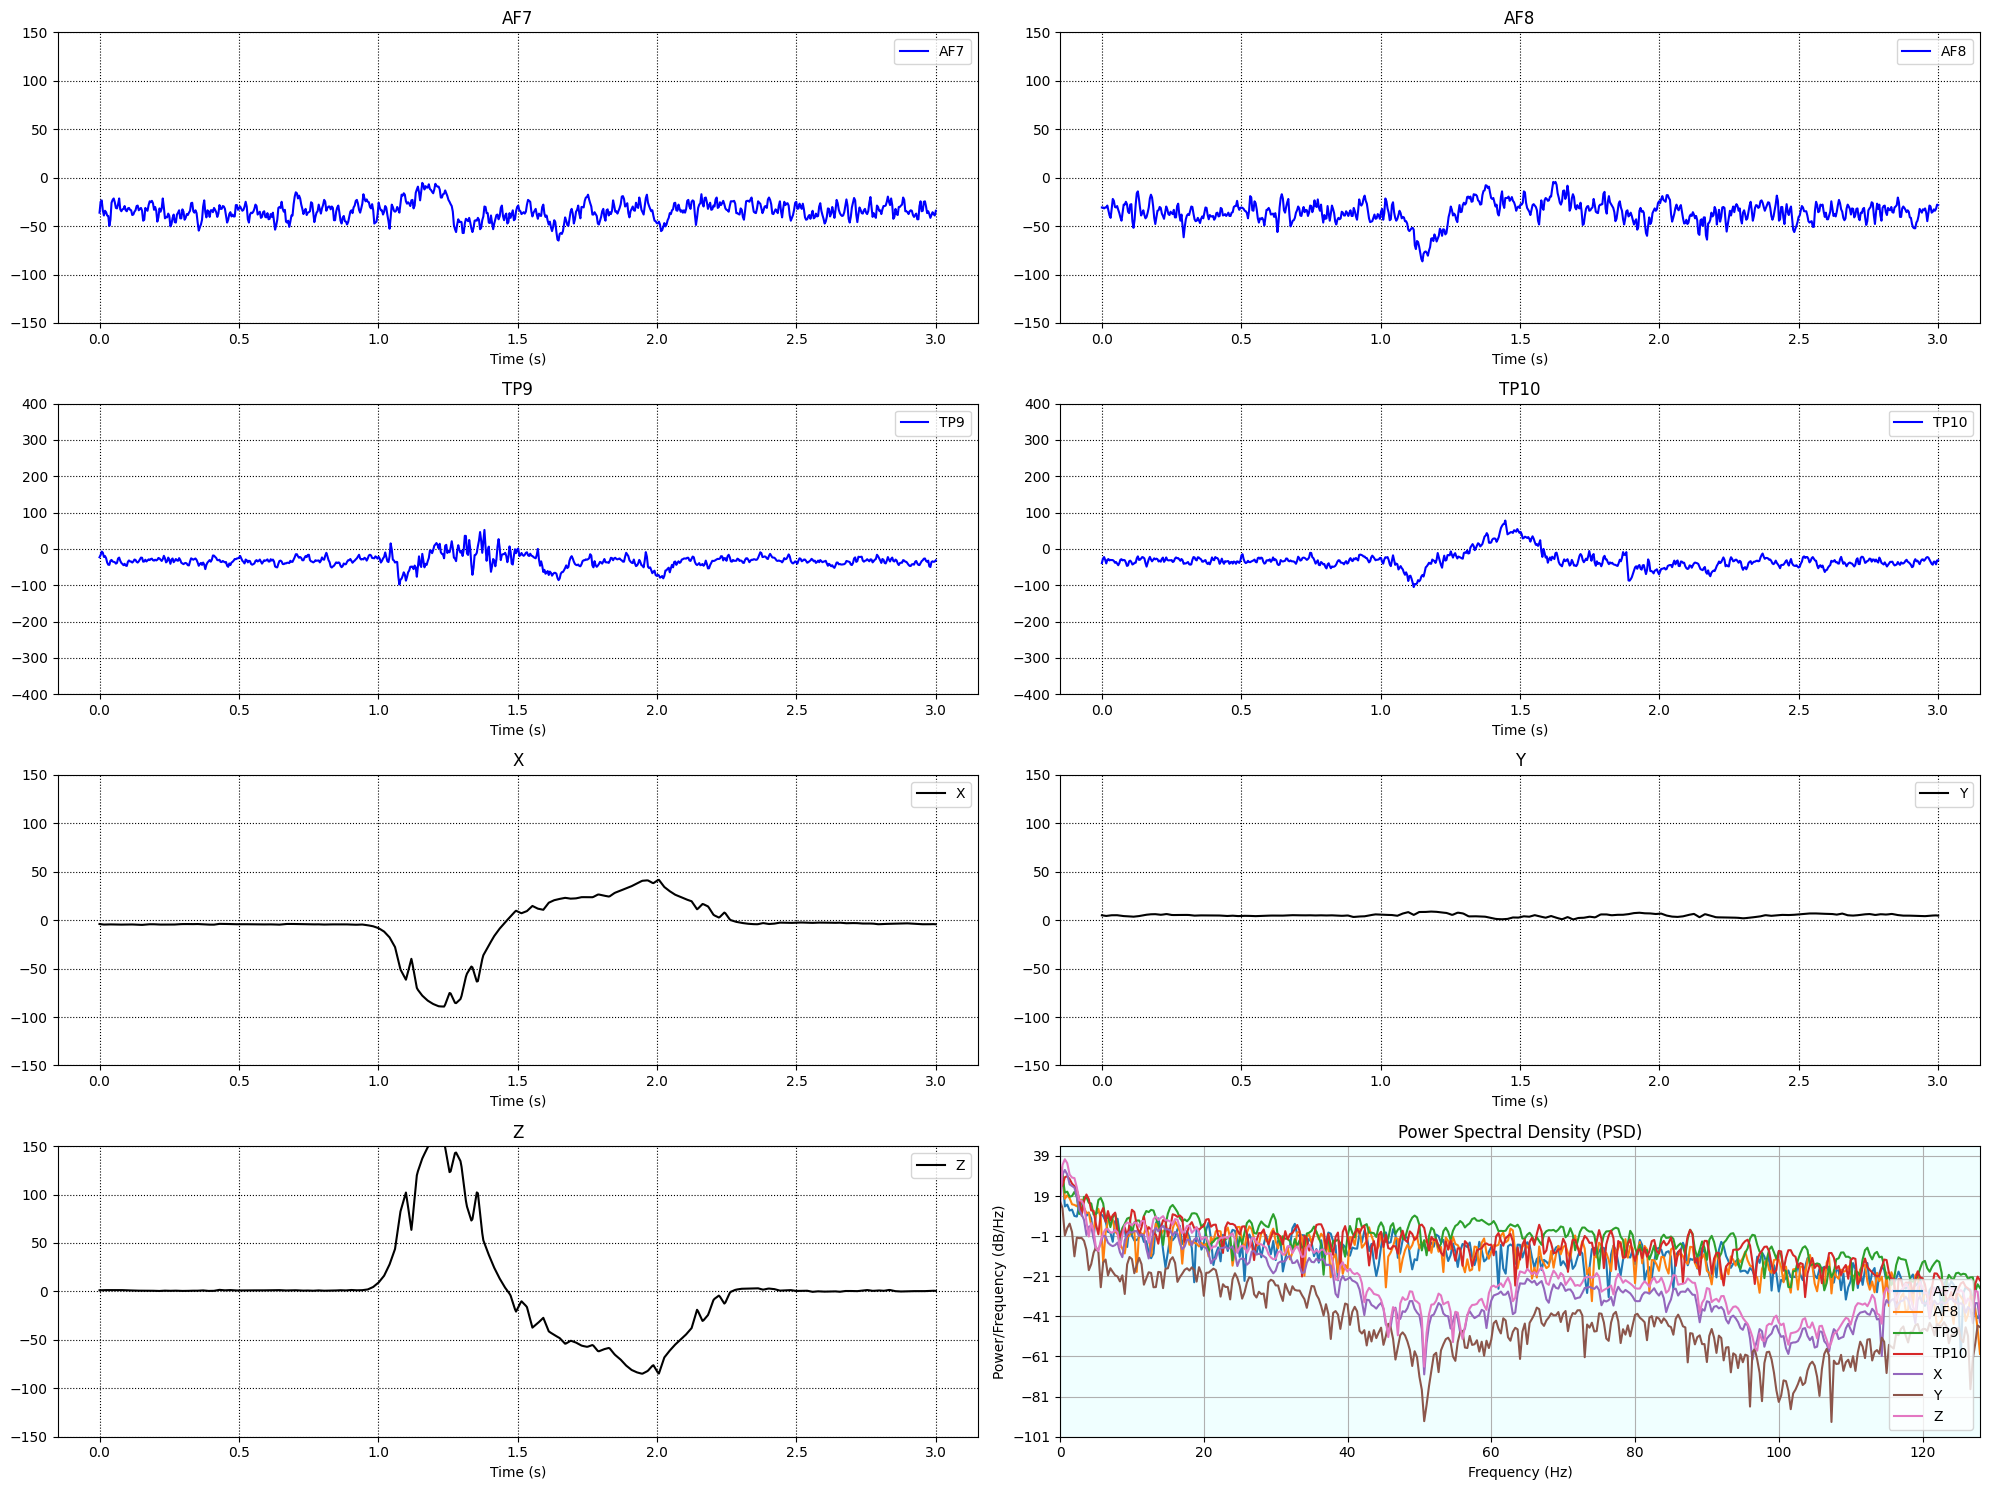 AF7
150
100
50
0
−50
−100
−150
0.0 0.5 1.0 1.5 2.0 2.5 3.0
Time (s)
AF7
AF8
150
100
50
0
−50
−100
−150
0.0 0.5 1.0 1.5 2.0 2.5 3.0
Time (s)
AF8
TP9
400
300
200
100
0
−100
−200
−300
−400
0.0 0.5 1.0 1.5 2.0 2.5 3.0
Time (s)
TP9
TP10
400
300
200
100
0
−100
−200
−300
−400
0.0 0.5 1.0 1.5 2.0 2.5 3.0
Time (s)
TP10
X
150
100
50
0
−50
−100
−150
0.0 0.5 1.0 1.5 2.0 2.5 3.0
Time (s)
X
Y
150
100
50
0
−50
−100
−150
0.0 0.5 1.0 1.5 2.0 2.5 3.0
Time (s)
Y
Z
150
100
50
0
−50
−100
−150
0.0 0.5 1.0 1.5 2.0 2.5 3.0
Time (s)
Z
Power Spectral Density (PSD)
Power/Frequency (dB/Hz)
39
19
−1
−21
−41
−61
−81
−101
0 20 40 60 80 100 120
Frequency (Hz)
AF7
AF8
TP9
TP10
X
Y
Z